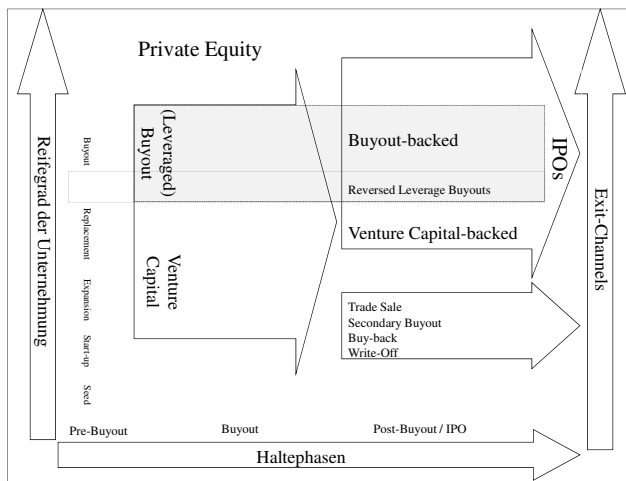 Private Equity
Reifegrad der Unternehmung
Buyout
Replacement
Expansion
Start-up
Seed
(Leveraged)
Buyout
Venture
Capital
Buyout-backed
Reversed Leverage Buyouts
Venture Capital-backed
IPOs
Trade Sale
Secondary Buyout
Buy-back
Write-Off
Exit-Channels
Pre-Buyout
Buyout
Post-Buyout / IPO
Haltephasen